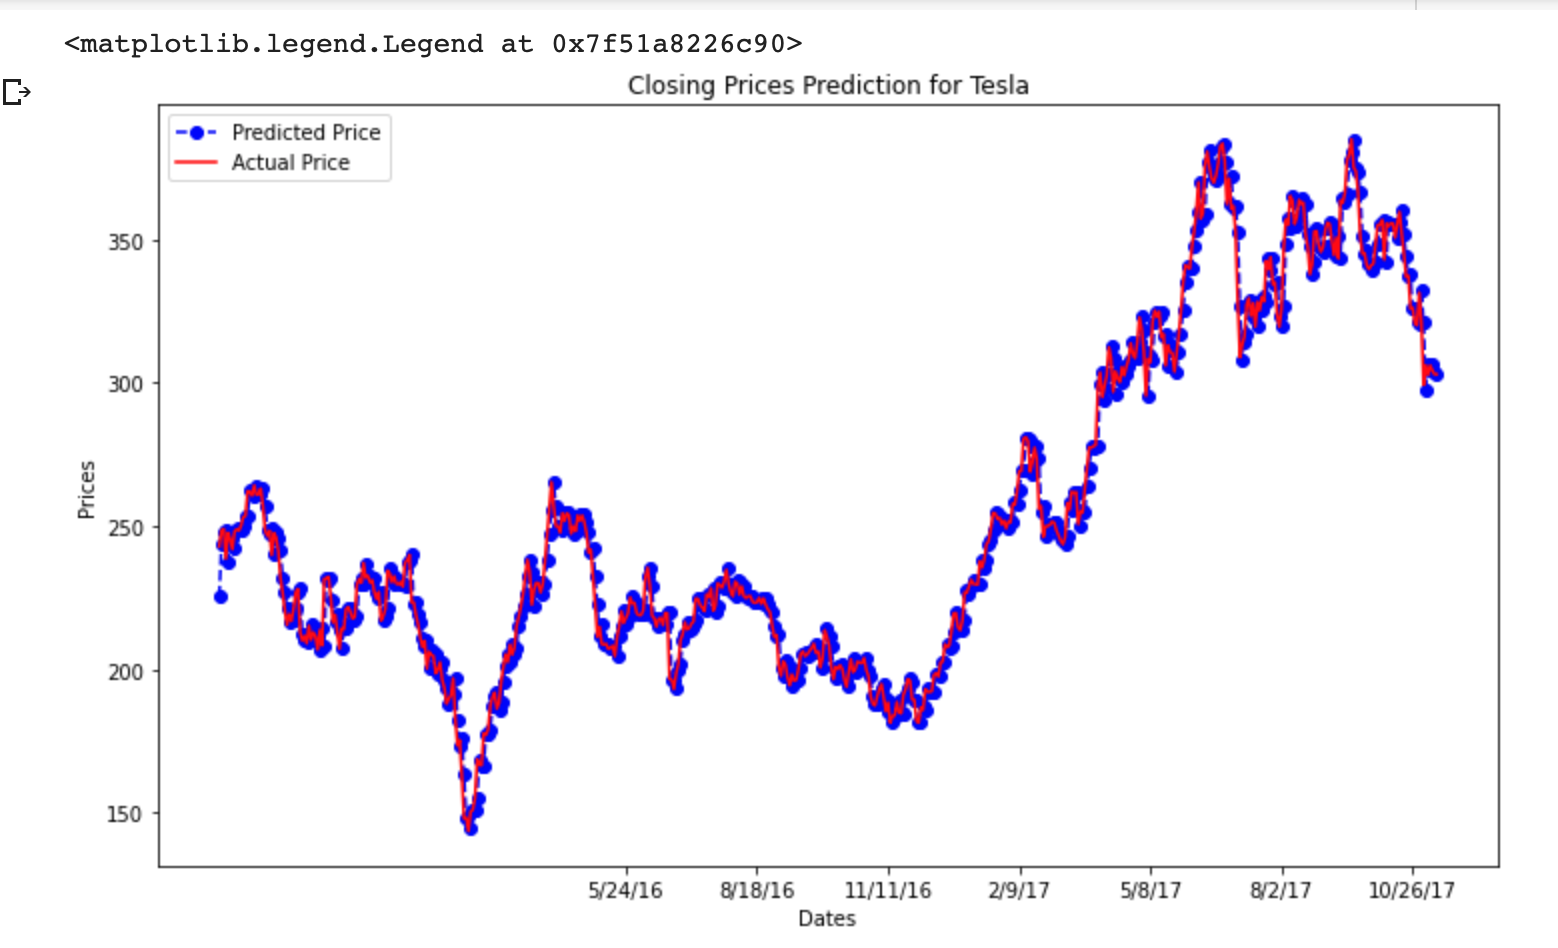 <matplotlib.legend.Legend at 0x7f51a8226c90>
Closing Prices Prediction for Tesla
Predicted Price
Actual Price
350
300
250
200
150
Prices
5/24/16 8/18/16 11/11/16 2/9/17 5/8/17 8/2/17 10/26/17
Dates